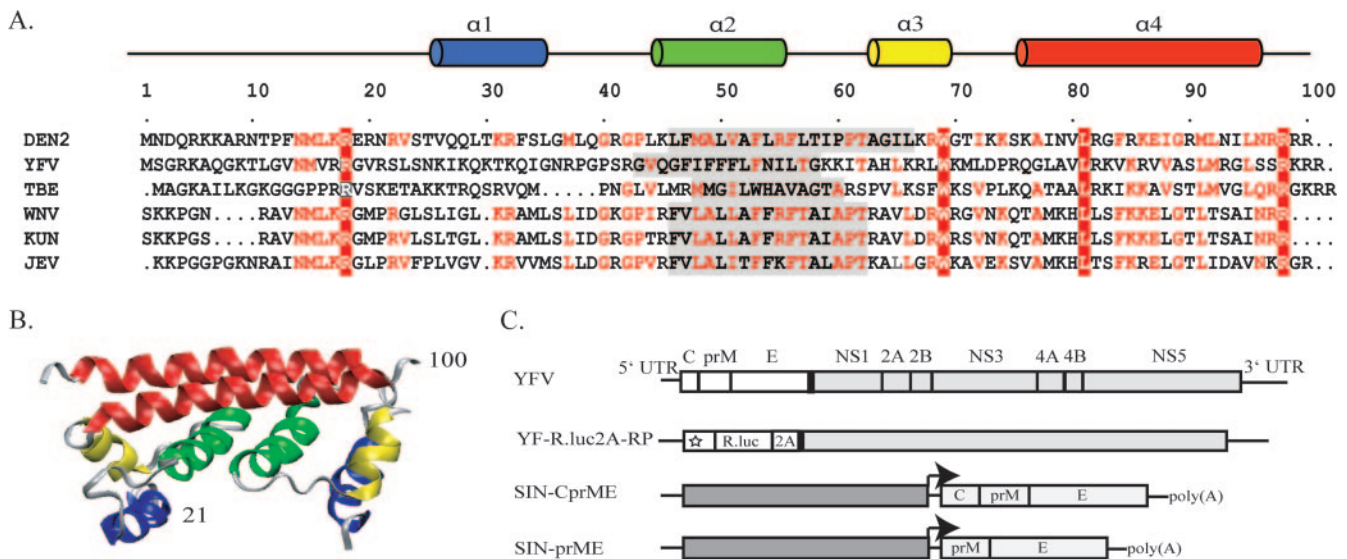 A.
α1 α2 α3 α4
1 10 20 30 40 50 60 70 80 90 100
DEN2 MNDQRKKARNTPFNMLKRERNRVSTVQQLTKRFSLGMLQGRGPLKLFMALVAFLRFLTIPPTAGILKRWGTIKKSKAINVLRGFRKEIGRMLNILNRRRR..
YFV MSGRKAQGKTLGVNMVRRGVRSLSNKIKQKTKQIGNRPGPSRGVQGFIFFFLFNILTGKKITAHLKRLWKMLDPRQGLAVLRKVKRVVASLMRGLSSRKRR..
TBE .MAGKAILKGKGGGPPRRVSKETAKKTRQSRVQM.....PNGLVLMRMMGILWHAVAGTARSPVLKSFWKSVPLKQATAALRKIKKAVSTLMVGLQRRGKRR
WNV SKKPGN....RAVNMLKRGMPRGLSLIGL.KRAMLSLIDGKGPIRFVLALLAFFRFTAIAPTRAVLDRWRGVNKQTAMKHLLSFKKELGTLTSAINRR...
KUN SKKPGS....RAVNMLKRGMPRVLSLTGL.KRAMLSLIDGRGPTRFVLALLAFFRFTAIAPTRAVLDRWRSVNKQTAMKHLLSFKKELGTLTSAINRR...
JEV .KKPGGPGKNRAINMLKRGLPRVFPLVGV.KRVVMSLLDGRGPVRFVLALITFFKFTALAPTKALLGRWKAVEKSVAMKHLTSFKRELGTLIDAVNKRGR..
B.
100
21
C.
C prM E NS1 2A 2B NS3 4A 4B NS5
5‘ UTR 3‘ UTR
YFV
YF-R.luc2A-RP R.luc 2A
SIN-CprME C prM E poly(A)
SIN-prME prM E poly(A)